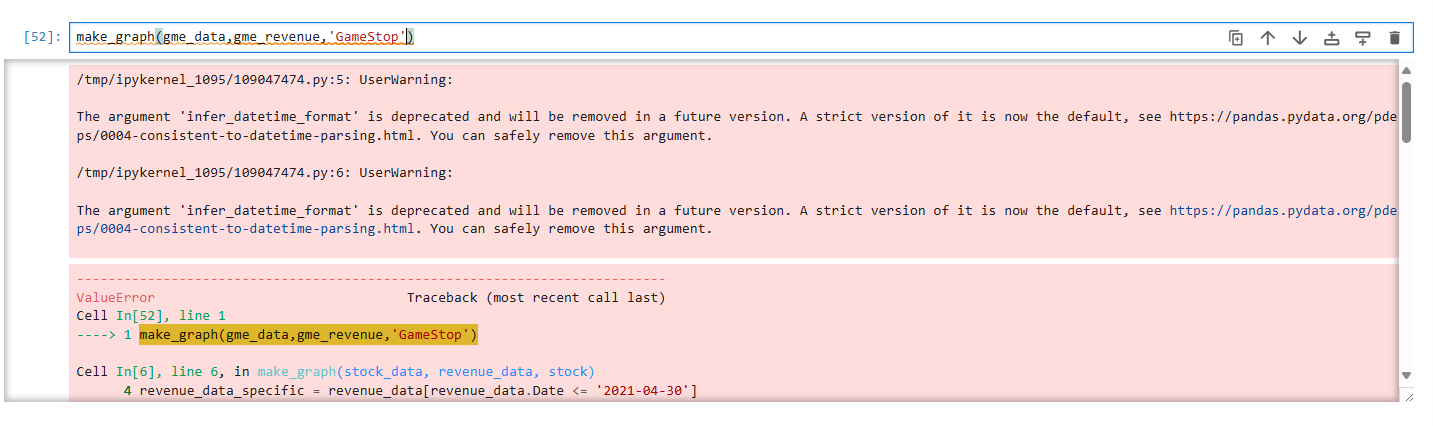 [52]: make_graph(gme_data,gme_revenue,'GameStop')
/tmp/ipykernel_1095/109047474.py:5: UserWarning:
The argument 'infer_datetime_format' is deprecated and will be removed in a future version. A strict version of it is now the default, see https://pandas.pydata.org/pde
ps/0004-consistent-to-datetime-parsing.html. You can safely remove this argument.
/tmp/ipykernel_1095/109047474.py:6: UserWarning:
The argument 'infer_datetime_format' is deprecated and will be removed in a future version. A strict version of it is now the default, see https://pandas.pydata.org/pde
ps/0004-consistent-to-datetime-parsing.html. You can safely remove this argument.
---------------------------------------------------------------------------
ValueError                                Traceback (most recent call last)
Cell In[52], line 1
----> 1 make_graph(gme_data,gme_revenue,'GameStop')
Cell In[6], line 6, in make_graph(stock_data, revenue_data, stock)
      4 revenue_data_specific = revenue_data[revenue_data.Date <= '2021-04-30']